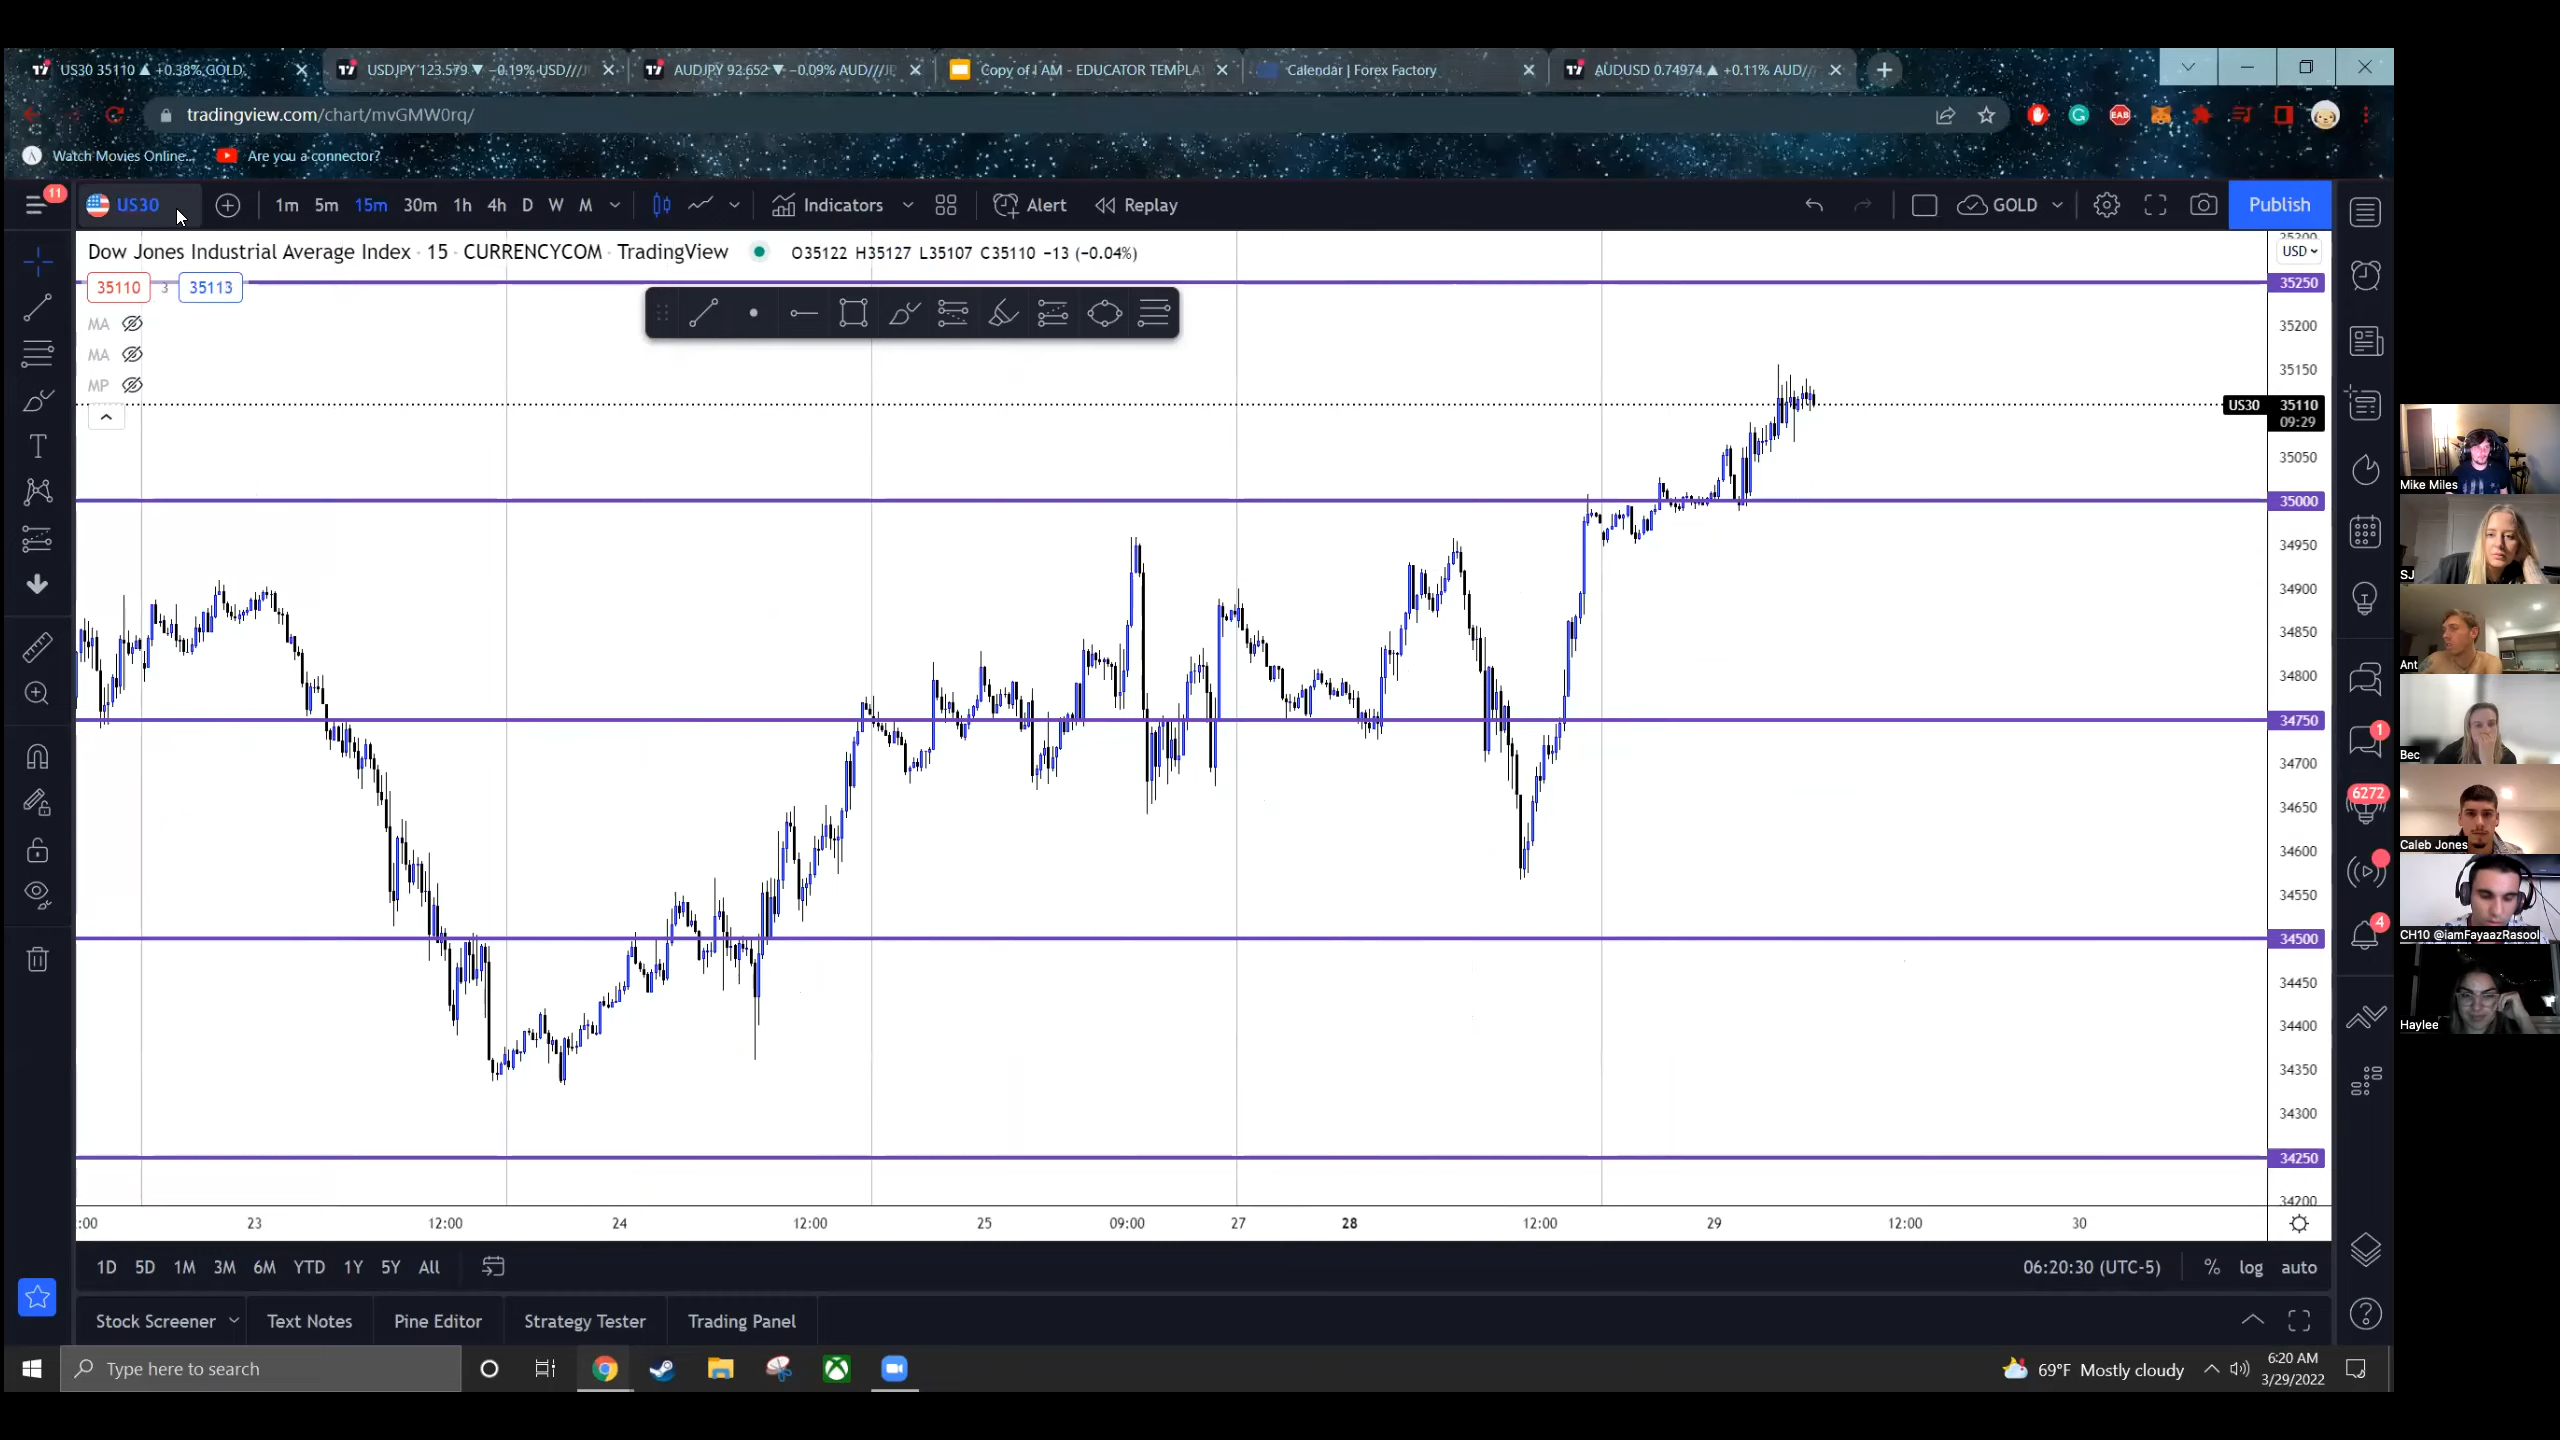 US30 35110 ▲ +0.38% GOLD
USDJPY 123.579 ▼ −0.19% USD///J
AUDJPY 92.652 ▼ −0.09% AUD///JE
Copy of I AM - EDUCATOR TEMPLA
Calendar | Forex Factory
AUDUSD 0.74974 ▲ +0.11% AUD//
tradingview.com/chart/mvGMW0rq/
Watch Movies Online...
Are you a connector?
11
US30
1m 5m 15m 30m 1h 4h D W M
Indicators
Alert
Replay
GOLD
Publish
Dow Jones Industrial Average Index · 15 · CURRENCYCOM · TradingView
O35122 H35127 L35107 C35110 −13 (−0.04%)
USD
35110 3 35113
MA
MA
MP
35250
35200
35150
US30 35110
09:29
35050
35000
34950
34900
34850
34800
34750
34700
34650
34600
34550
34500
34450
34400
34350
34300
34250
34200
:00 23 12:00 24 12:00 25 09:00 27 28 12:00 29 12:00 30
1D 5D 1M 3M 6M YTD 1Y 5Y All
06:20:30 (UTC-5)
% log auto
Stock Screener
Text Notes
Pine Editor
Strategy Tester
Trading Panel
1
6272
4
Mike Miles
SJ
Ant
Bec
Caleb Jones
CH10 @iamFayaazRasool
Haylee
Type here to search
69°F Mostly cloudy
6:20 AM
3/29/2022